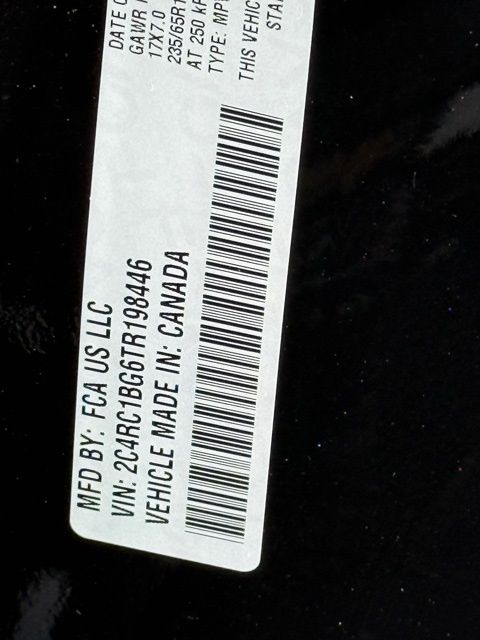 MFD BY: FCA US LLC
DATE O
VIN: 2C4RC1BG6TR198446
GAWR
VEHICLE MADE IN: CANADA
17X7.0
235/65R1
AT 250 kP
TYPE: MPV
THIS VEHIC
STA